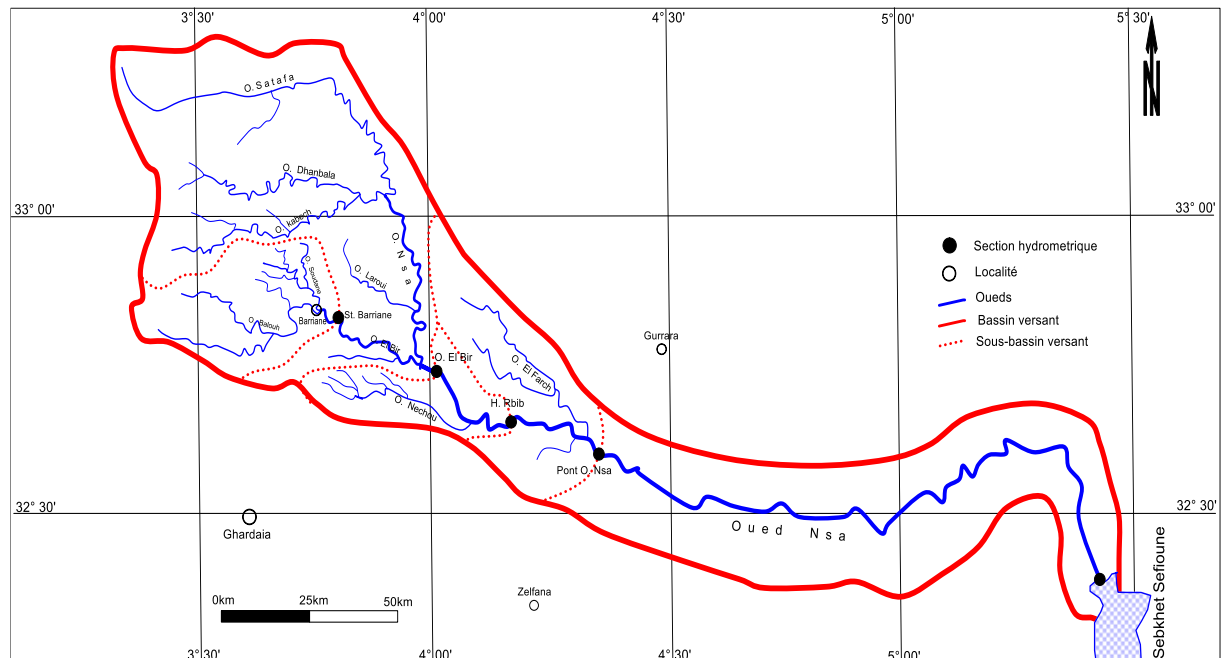 3°30'
4°00'
4°30'
5°00'
5°30'
N
O. Satafa
O. Dhanbala
33° 00'
33° 00'
O. kabech
O. Nsa
O. Soudane
O. Laroui
Section hydrometrique
Localité
Oueds
Bassin versant
Sous-bassin versant
Barriane
St. Barriane
O. Balouh
O. El Bir
O. El Bir
Gurrara
O. El Farch
O. Nechou
H. Rbib
Pont O. Nsa
32° 30'
32° 30'
Oued Nsa
Ghardaia
Zelfana
0km
25km
50km
Sebkhet Sefioune
3°30'
4°00'
4°30'
5°00'